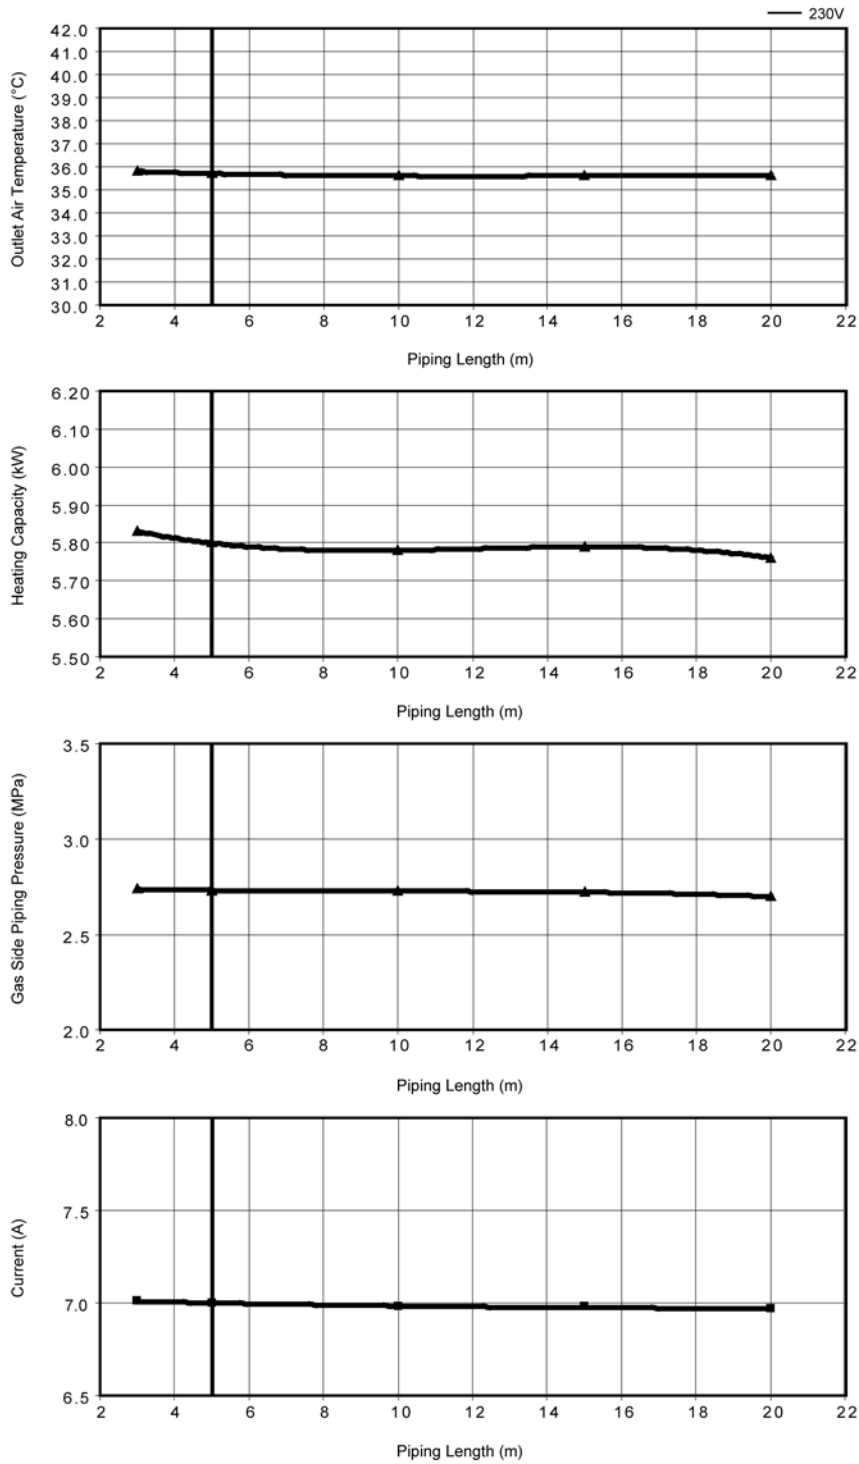 230V
42.0
41.0
40.0
39.0
38.0
37.0
36.0
35.0
34.0
33.0
32.0
31.0
30.0
Outlet Air Temperature (°C)
2 4 6 8 10 12 14 16 18 20 22
Piping Length (m)
6.20
6.10
6.00
5.90
5.80
5.70
5.60
5.50
Heating Capacity (kW)
2 4 6 8 10 12 14 16 18 20 22
Piping Length (m)
3.5
3.0
2.5
2.0
Gas Side Piping Pressure (MPa)
2 4 6 8 10 12 14 16 18 20 22
Piping Length (m)
8.0
7.5
7.0
6.5
Current (A)
2 4 6 8 10 12 14 16 18 20 22
Piping Length (m)